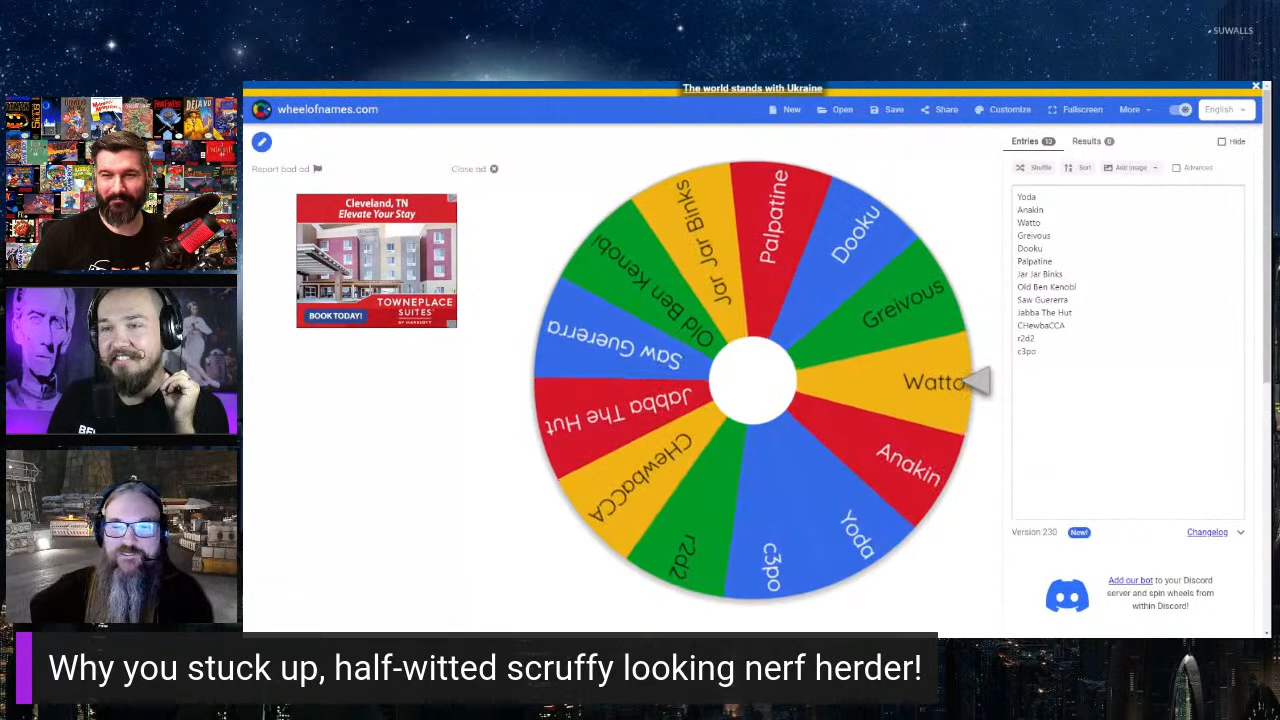 SUWALLS
The world stands with Ukraine
wheelofnames.com
New
Open
Save
Share
Customize
Fullscreen
More
English
Report bad ad
Close ad
Cleveland, TN
Elevate Your Stay
BOOK TODAY!
TOWNEPLACE
SUITES
BY MARRIOTT
Palpatine
Dooku
Greivous
Watto
Anakin
Yoda
c3po
r2d2
CHewbaCCA
Jabba The Hut
Saw Guererra
Old Ben Kenobi
Jar Jar Binks
Entries 13
Results 0
Hide
Shuffle
Sort
Add image
Advanced
Yoda
Anakin
Watto
Greivous
Dooku
Palpatine
Jar Jar Binks
Old Ben Kenobi
Saw Guererra
Jabba The Hut
CHewbaCCA
r2d2
c3po
Version 230
New!
Changelog
Add our bot to your Discord
server and spin wheels from
within Discord!
Why you stuck up, half-witted scruffy looking nerf herder!